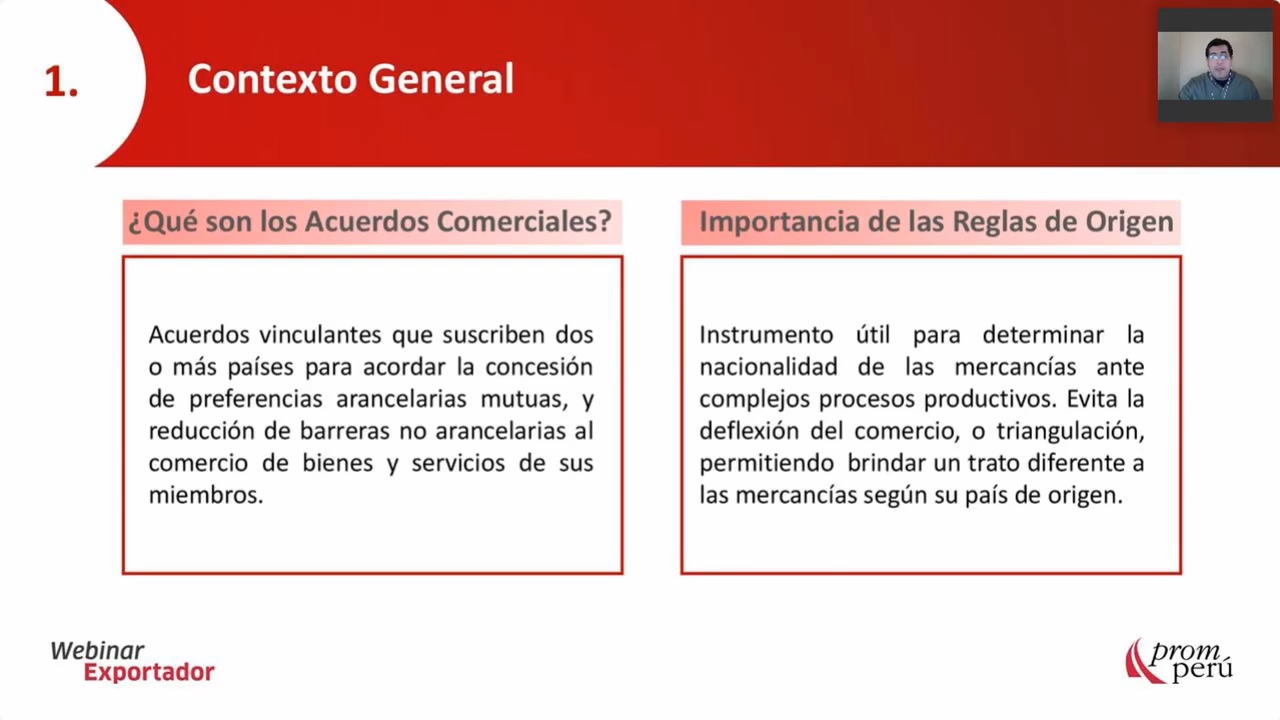 1.
Contexto General
¿Qué son los Acuerdos Comerciales?
Acuerdos vinculantes que suscriben dos
o más países para acordar la concesión
de preferencias arancelarias mutuas, y
reducción de barreras no arancelarias al
comercio de bienes y servicios de sus
miembros.
Importancia de las Reglas de Origen
Instrumento útil para determinar la
nacionalidad de las mercancías ante
complejos procesos productivos. Evita la
deflexión del comercio, o triangulación,
permitiendo brindar un trato diferente a
las mercancías según su país de origen.
Webinar
Exportador
prom
perú